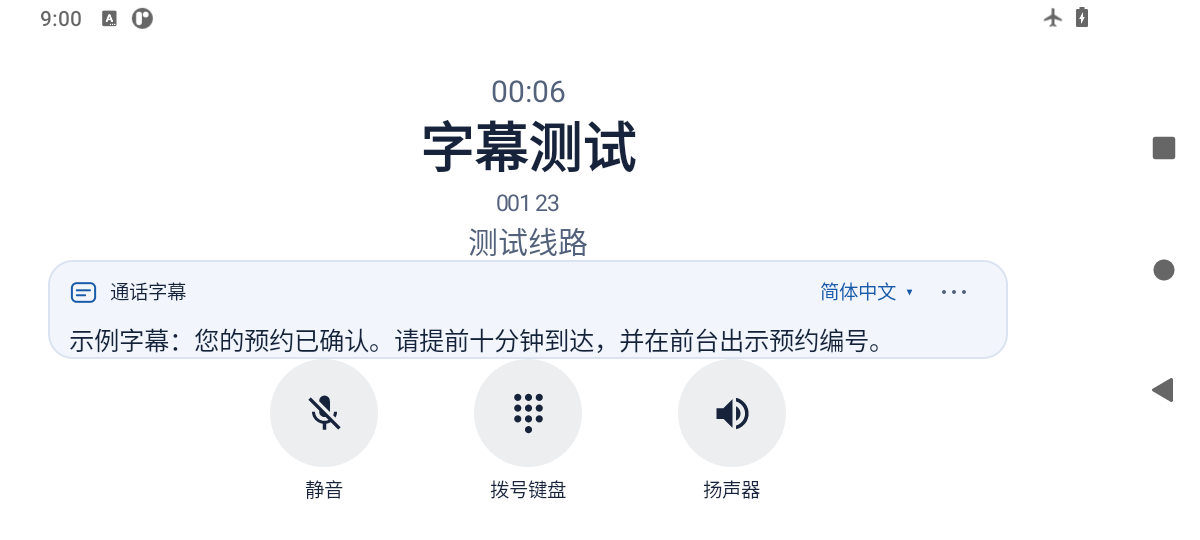 9:00
00:06
字幕测试
001 23
测试线路
通话字幕 简体中文
示例字幕：您的预约已确认。请提前十分钟到达，并在前台出示预约编号。
静音 拨号键盘 扬声器